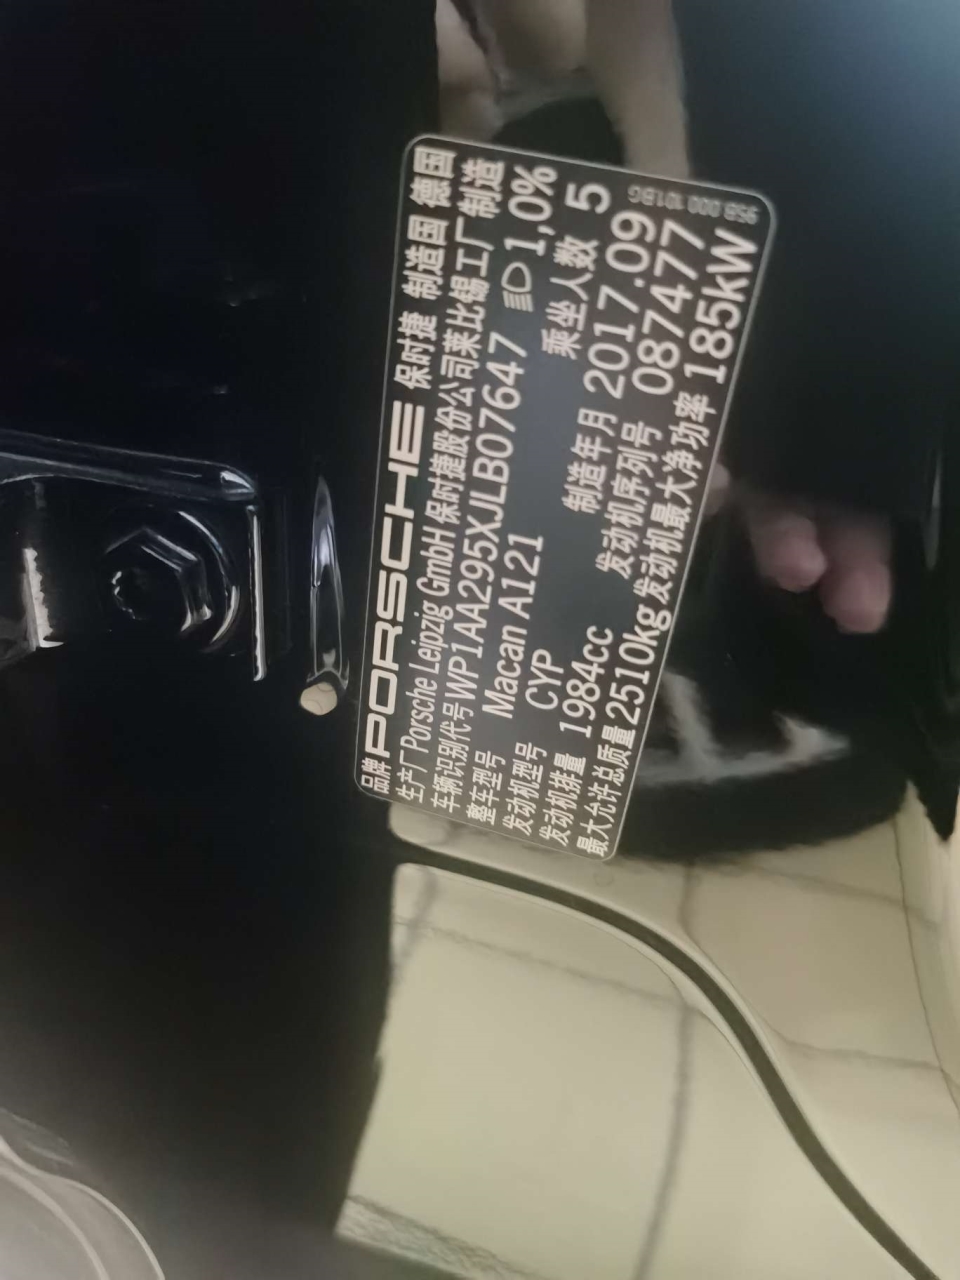 品牌 PORSCHE 保时捷 制造国 德国
生产厂 Porsche Leipzig GmbH 保时捷股份公司莱比锡工厂制造
车辆识别代号 WP1AA295XJLB07647 1,0%
整车型号 Macan A121 乘坐人数 5
发动机型号 CYP 制造年月 2017.09
发动机排量 1984cc 发动机序列号 087477
最大允许总质量 2510kg 发动机最大净功率 185kW
95B 000 101BG